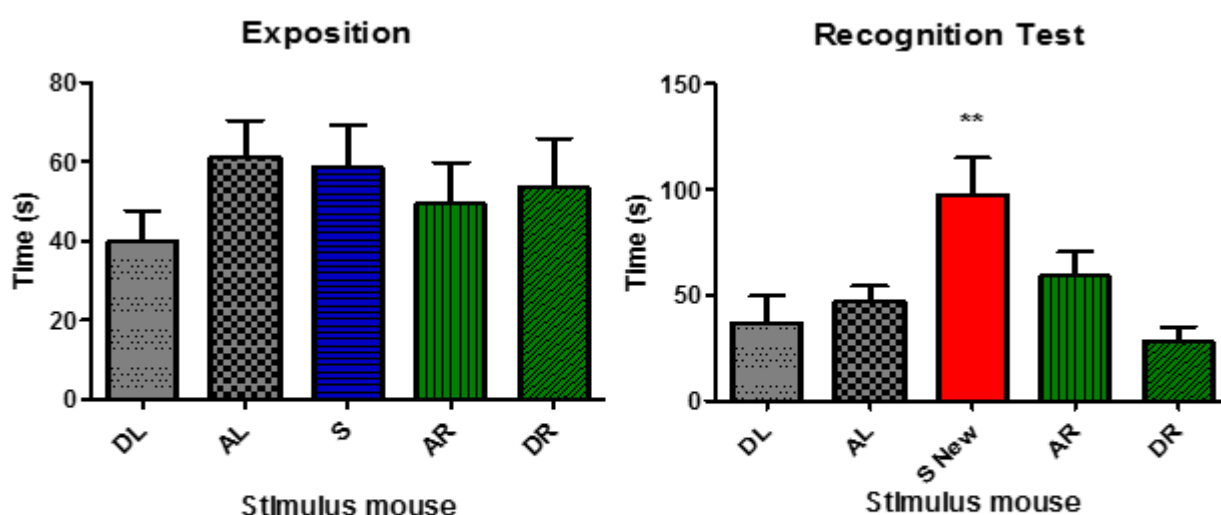 Exposition
Time (s)
80
60
40
20
0
DL
AL
S
AR
DR
Stimulus mouse
Recognition Test
Time (s)
150
100
50
0
**
DL
AL
S New
AR
DR
Stimulus mouse